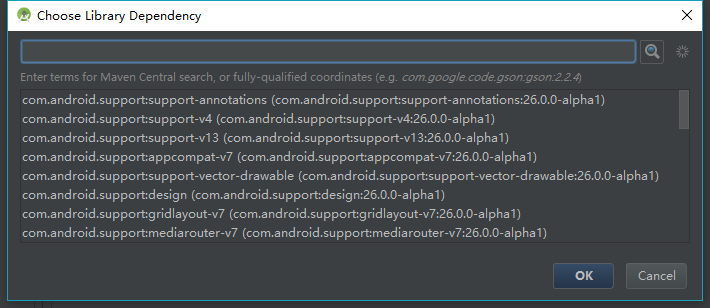 Choose Library Dependency
Enter terms for Maven Central search, or fully-qualified coordinates (e.g. com.google.code.gson:gson:2.2.4)
com.android.support:support-annotations (com.android.support:support-annotations:26.0.0-alpha1)
com.android.support:support-v4 (com.android.support:support-v4:26.0.0-alpha1)
com.android.support:support-v13 (com.android.support:support-v13:26.0.0-alpha1)
com.android.support:appcompat-v7 (com.android.support:appcompat-v7:26.0.0-alpha1)
com.android.support:support-vector-drawable (com.android.support:support-vector-drawable:26.0.0-alpha1)
com.android.support:design (com.android.support:design:26.0.0-alpha1)
com.android.support:gridlayout-v7 (com.android.support:gridlayout-v7:26.0.0-alpha1)
com.android.support:mediarouter-v7 (com.android.support:mediarouter-v7:26.0.0-alpha1)
OK Cancel